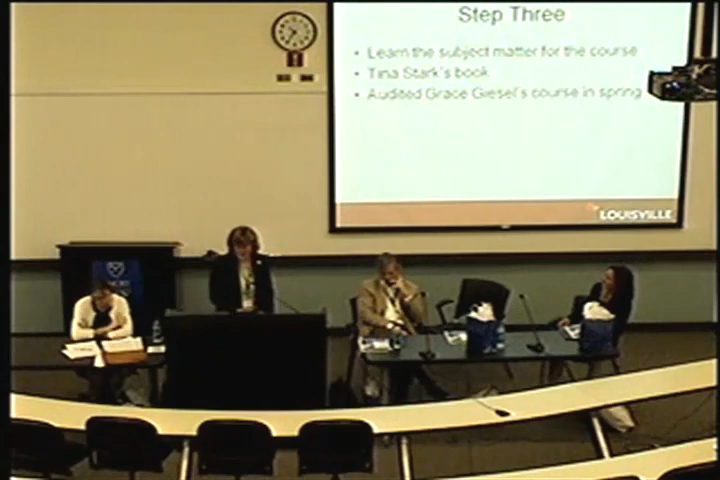 Step Three
• Learn the subject matter for the course
• Tina Stark's book
• Audited Grace Giesel's course in spring
LOUISVILLE